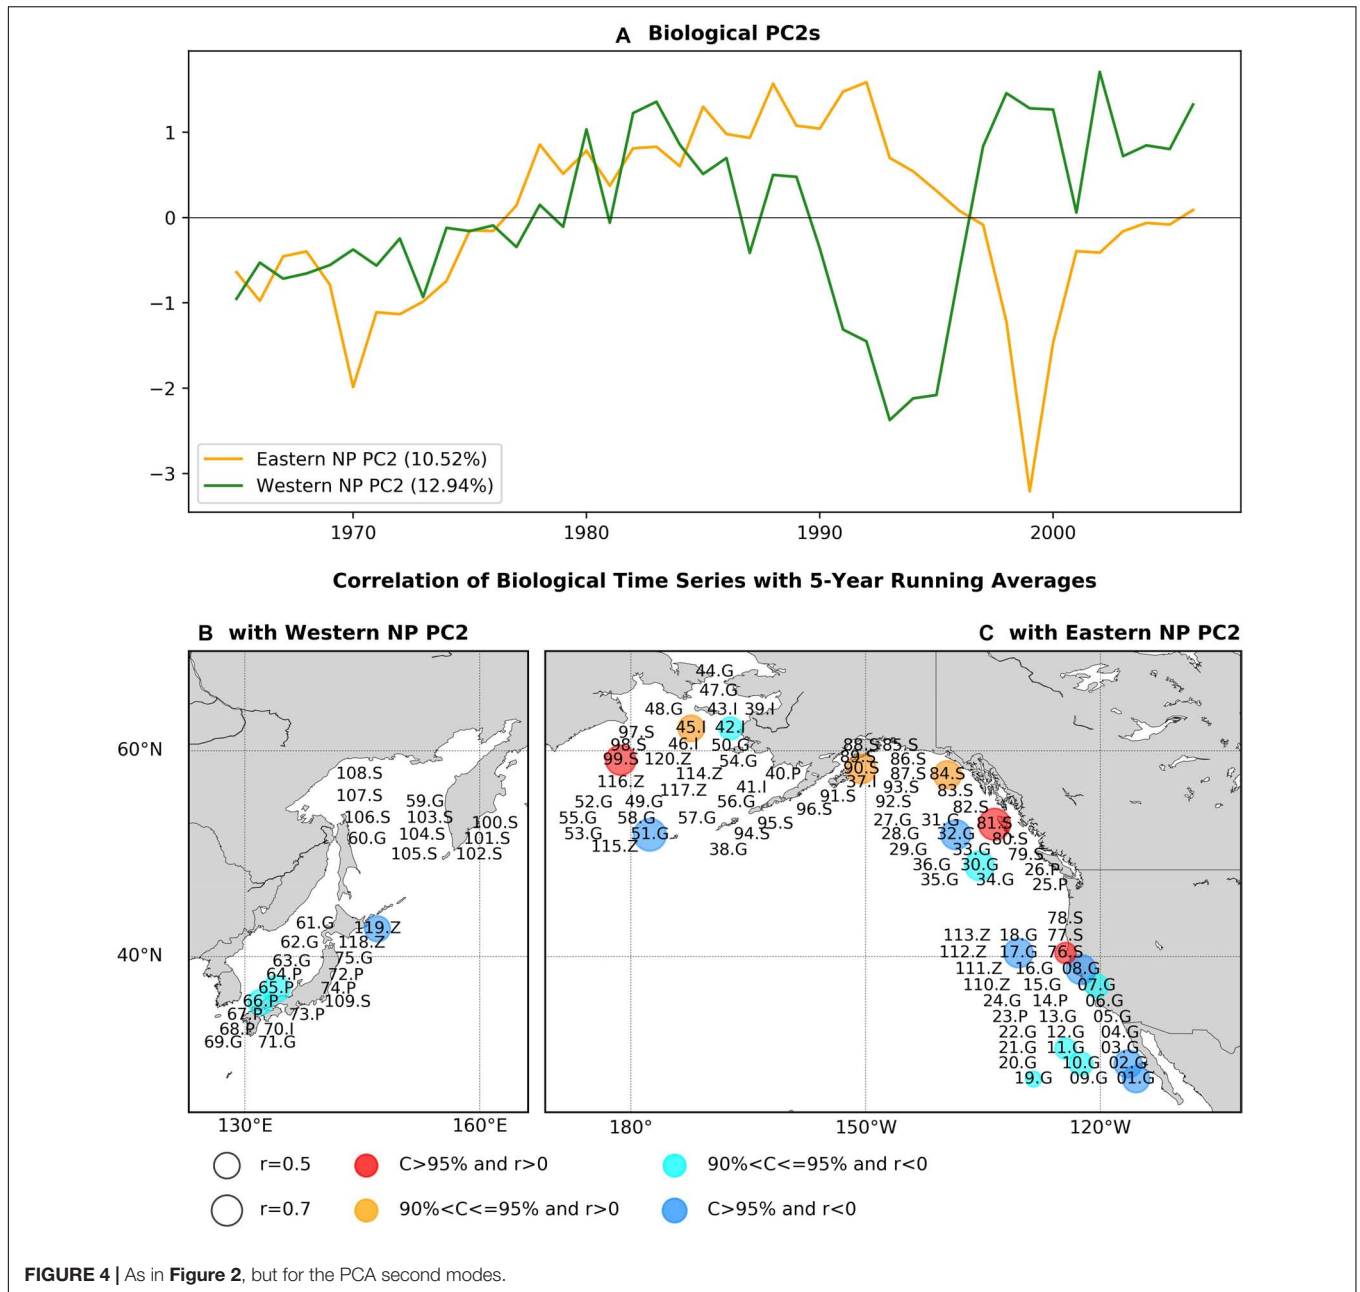 A Biological PC2s
1
0
−1
−2
−3
Eastern NP PC2 (10.52%)
Western NP PC2 (12.94%)
1970 1980 1990 2000
Correlation of Biological Time Series with 5-Year Running Averages
B with Western NP PC2
C with Eastern NP PC2
60°N
40°N
108.S
107.S
59.G
106.S 103.S 100.S
60.G 104.S 101.S
105.S 102.S
61.G 119.Z
62.G 118.Z
63.G 75.G
64.P 72.P
65.P 74.P
66.P 109.S
67.P 73.P
68.P 70.I
69.G 71.G
130°E 160°E
44.G
47.G
48.G 43.I 39.I
97.S 45.I 42.I
98.S 46.I 50.G
99.S 120.Z 54.G
116.Z 114.Z 40.P
117.Z 41.I
52.G 49.G 56.G
55.G 58.G 57.G 95.S 96.S
53.G 51.G 94.S
115.Z 38.G
88.S 85.S
89.S 86.S
90.S 87.S 84.S
37.I 93.S 83.S
91.S 92.S 82.S
27.G 31.G 81.S
28.G 32.G 80.S
29.G 33.G 79.S
36.G 30.G 26.P
35.G 34.G 25.P
78.S
113.Z 18.G 77.S
112.Z 17.G 76.S
111.Z 16.G 08.G
110.Z 15.G 07.G
24.G 14.P 06.G
23.P 13.G 05.G
22.G 12.G 04.G
21.G 11.G 03.G
20.G 10.G 02.G
19.G 09.G 01.G
180° 150°W 120°W
r=0.5 C>95% and r>0 90%<C<=95% and r<0
r=0.7 90%<C<=95% and r>0 C>95% and r<0
FIGURE 4 | As in Figure 2, but for the PCA second modes.